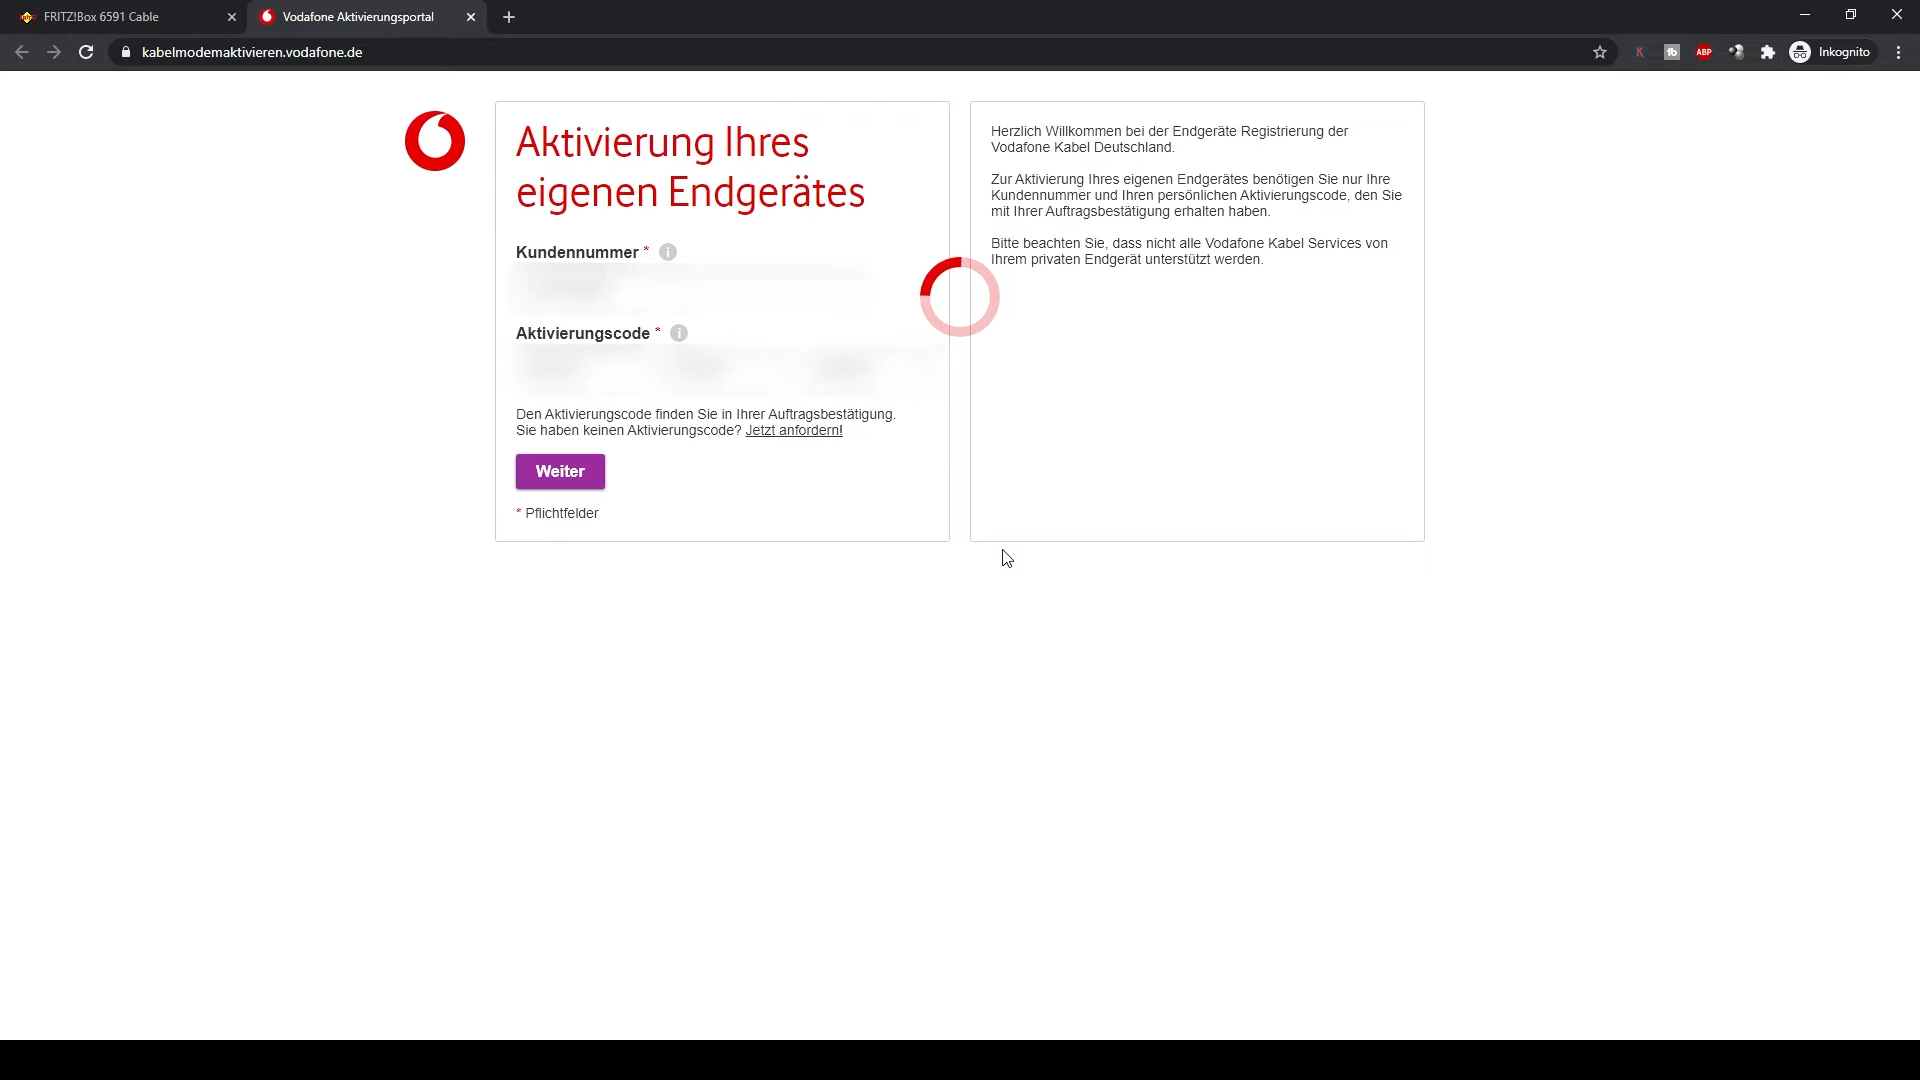 FRITZ!Box 6591 Cable
Vodafone Aktivierungsportal
kabelmodemaktivieren.vodafone.de
ABP
Inkognito
Aktivierung Ihres
eigenen Endgerätes
Kundennummer *
Aktivierungscode *
Den Aktivierungscode finden Sie in Ihrer Auftragsbestätigung.
Sie haben keinen Aktivierungscode? Jetzt anfordern!
Weiter
* Pflichtfelder
Herzlich Willkommen bei der Endgeräte Registrierung der
Vodafone Kabel Deutschland.
Zur Aktivierung Ihres eigenen Endgerätes benötigen Sie nur Ihre
Kundennummer und Ihren persönlichen Aktivierungscode, den Sie
mit Ihrer Auftragsbestätigung erhalten haben.
Bitte beachten Sie, dass nicht alle Vodafone Kabel Services von
Ihrem privaten Endgerät unterstützt werden.